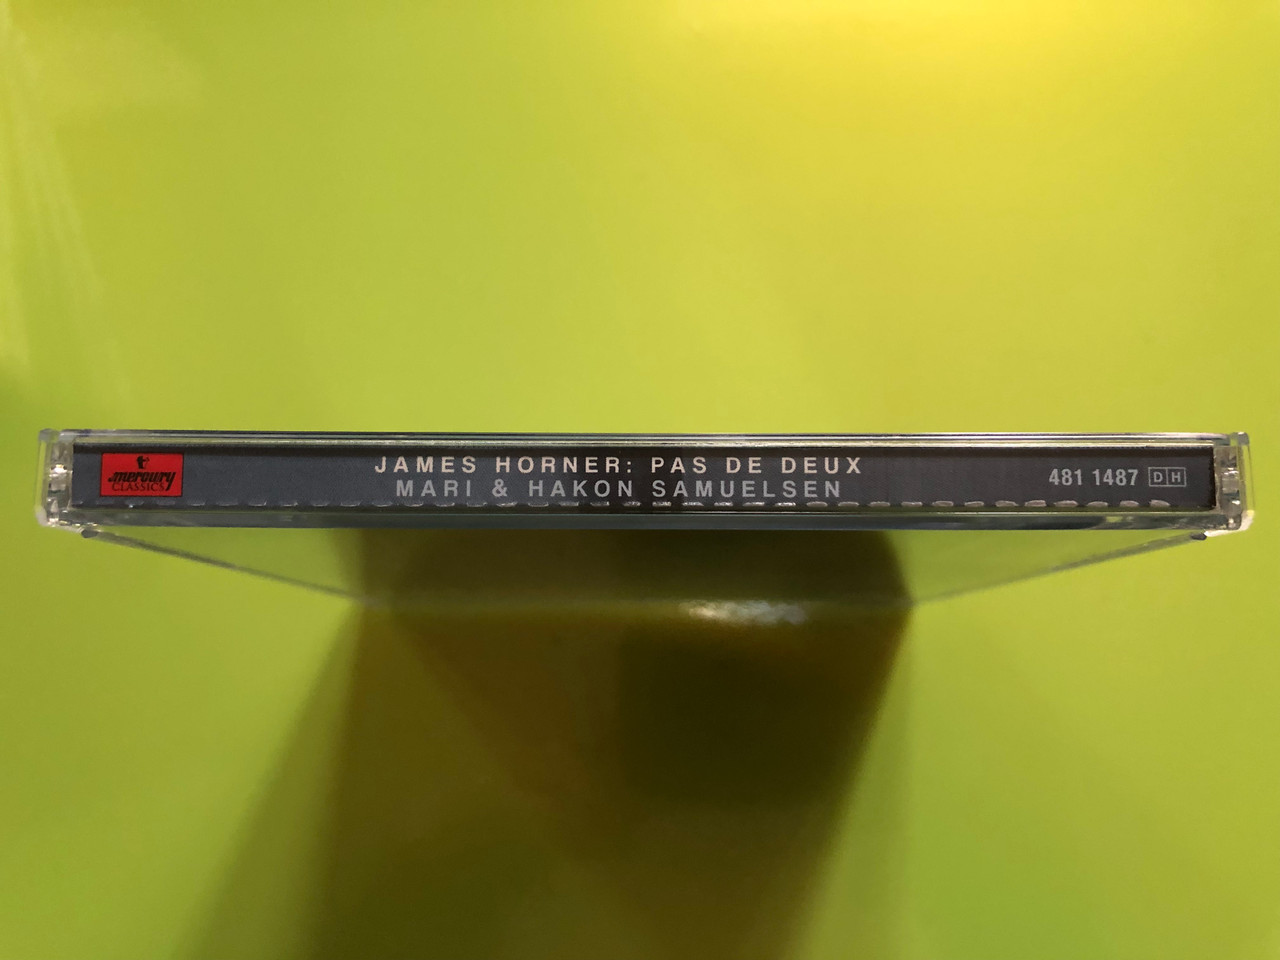 mercury
CLASSICS
JAMES HORNER: PAS DE DEUX
MARI & HAKON SAMUELSEN
481 1487 DH